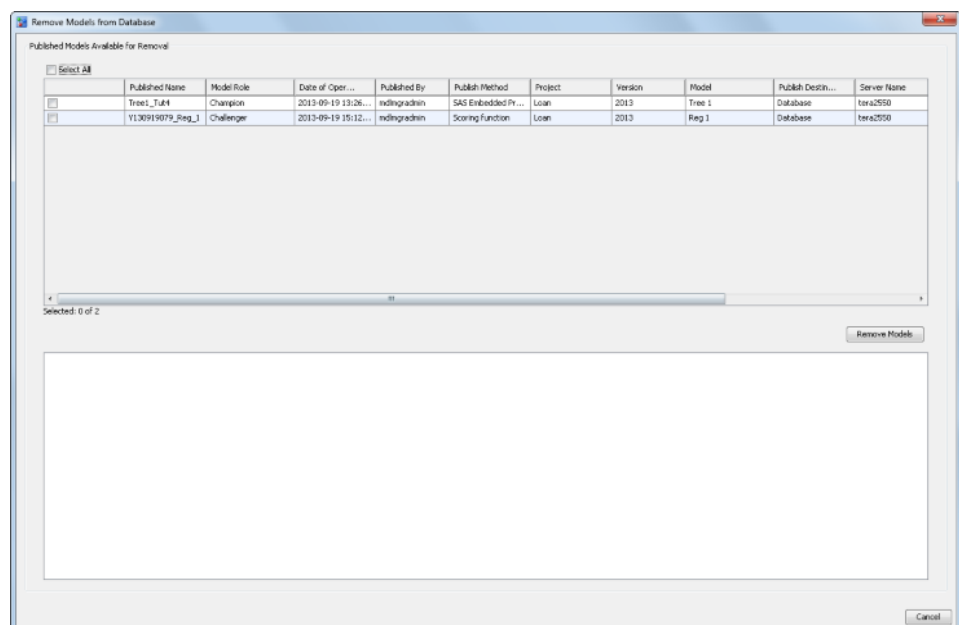 Remove Models from Database
Published Models Available for Removal
Select All
Published Name Model Role Date of Oper... Published By Publish Method Project Version Model Publish Destin... Server Name
Tree1_Tut4 Champion 2013-09-19 13:26... mdlmgradmin SAS Embedded Pr... Loan 2013 Tree 1 Database tera2550
Y130919079_Reg_1 Challenger 2013-09-19 15:12... mdlmgradmin Scoring function Loan 2013 Reg 1 Database tera2550
Selected: 0 of 2
Remove Models
Cancel